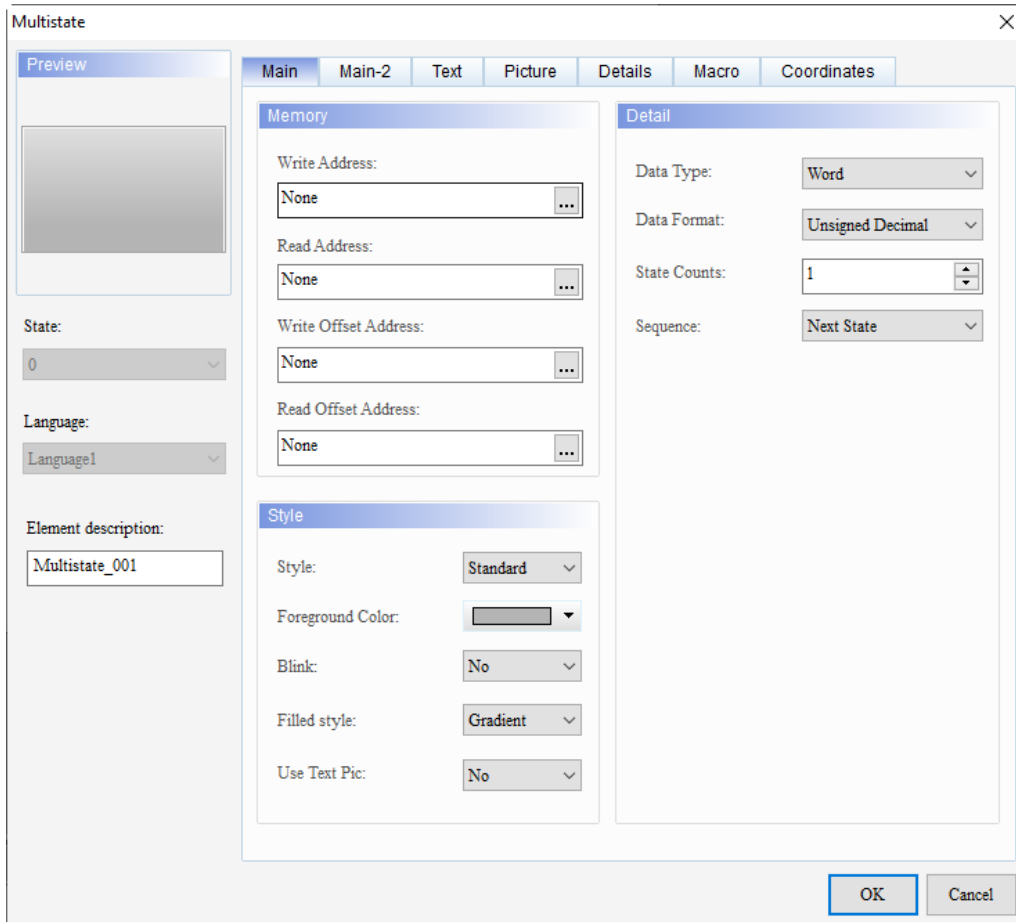 Multistate
Preview
State:
0
Language:
Language1
Element description:
Multistate_001
Main Main-2 Text Picture Details Macro Coordinates
Memory
Write Address:
None ...
Read Address:
None ...
Write Offset Address:
None ...
Read Offset Address:
None ...
Style
Style: Standard
Foreground Color:
Blink: No
Filled style: Gradient
Use Text Pic: No
Detail
Data Type: Word
Data Format: Unsigned Decimal
State Counts: 1
Sequence: Next State
OK Cancel